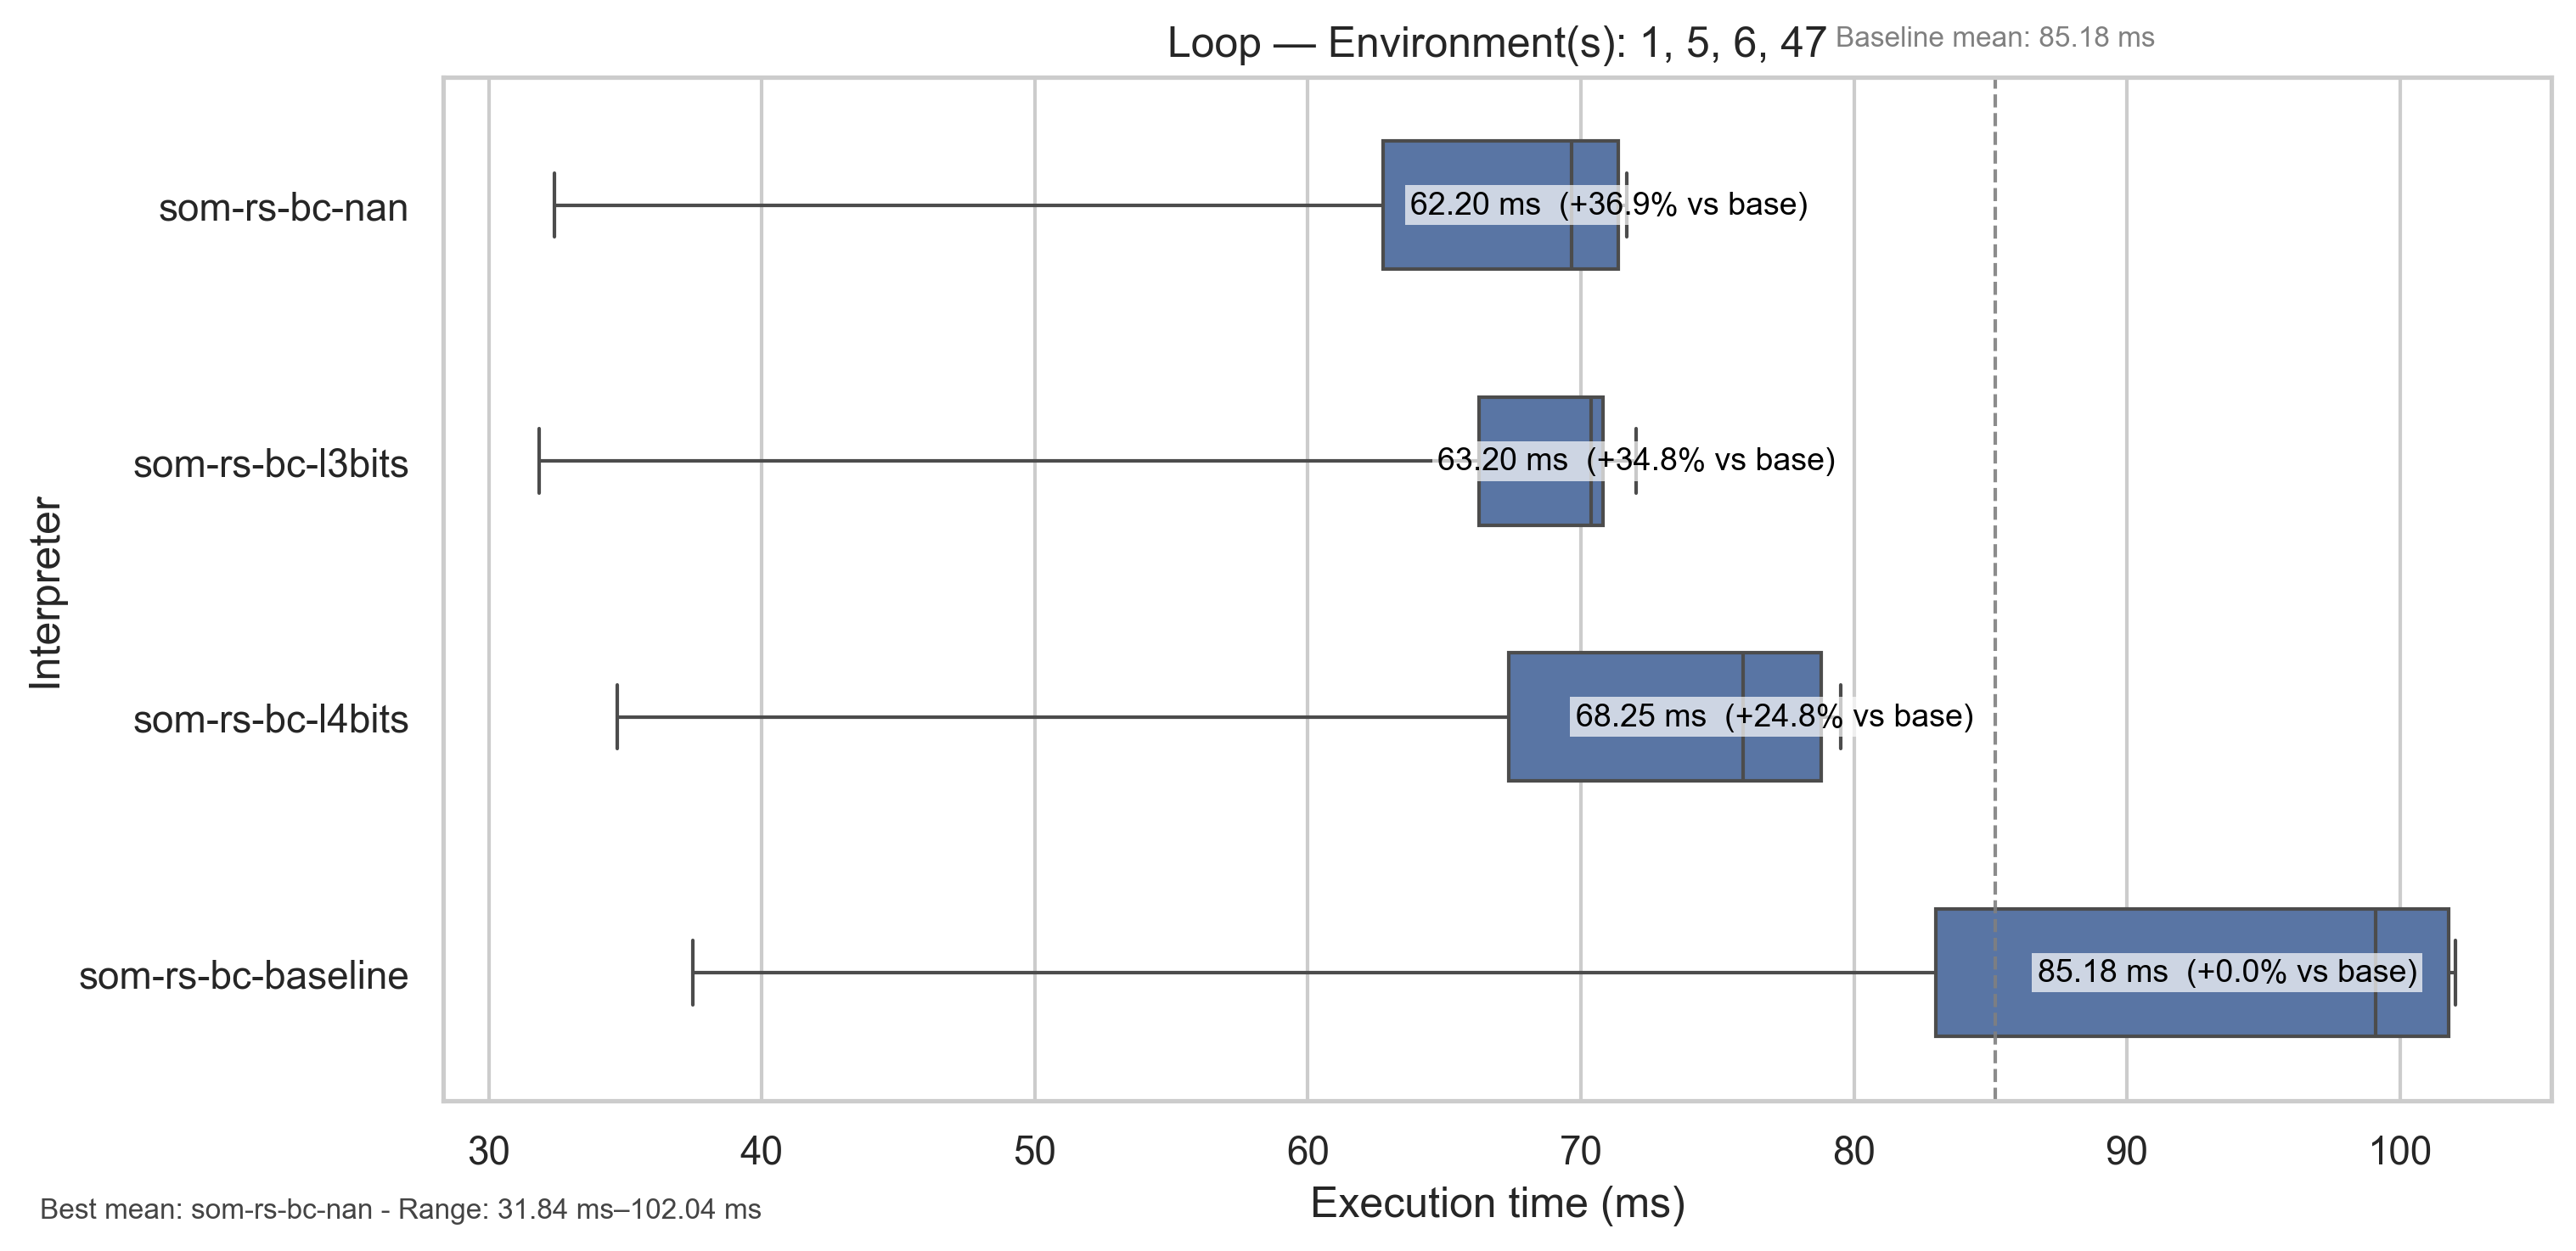 Loop — Environment(s): 1, 5, 6, 47
Baseline mean: 85.18 ms
som-rs-bc-nan
62.20 ms (+36.9% vs base)
som-rs-bc-l3bits
63.20 ms (+34.8% vs base)
som-rs-bc-l4bits
68.25 ms (+24.8% vs base)
som-rs-bc-baseline
85.18 ms (+0.0% vs base)
Interpreter
30 40 50 60 70 80 90 100
Execution time (ms)
Best mean: som-rs-bc-nan - Range: 31.84 ms–102.04 ms